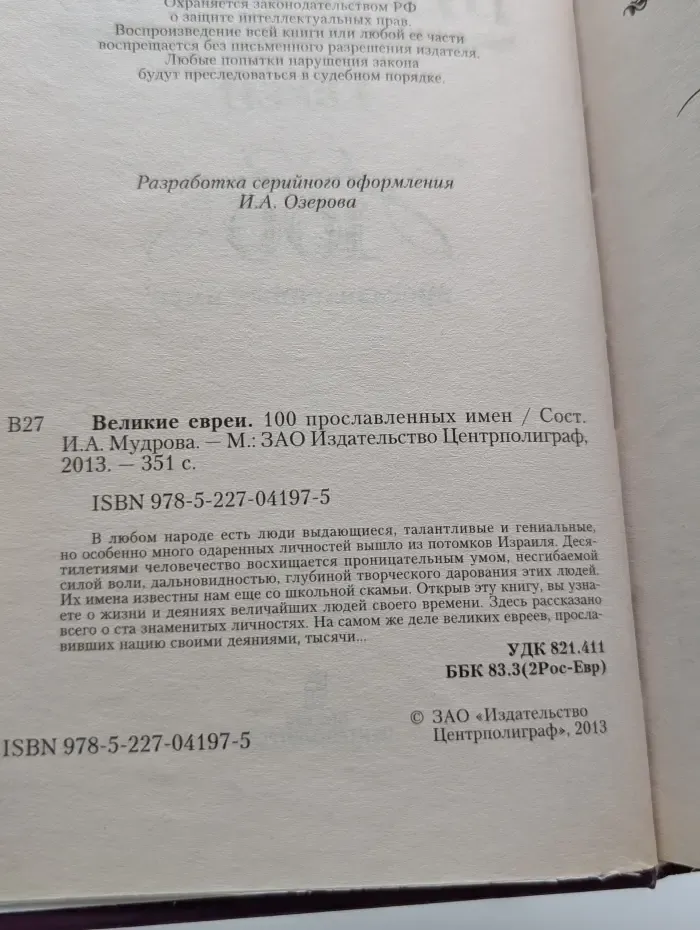 Охраняется законодательством РФ
о защите интеллектуальных прав.
Воспроизведение всей книги или любой ее части
воспрещается без письменного разрешения издателя.
Любые попытки нарушения закона
будут преследоваться в судебном порядке.
Разработка серийного оформления
И.А. Озерова
В27
Великие евреи. 100 прославленных имен / Сост.
И.А. Мудрова. — М.: ЗАО Издательство Центрполиграф,
2013. — 351 с.
ISBN 978-5-227-04197-5
В любом народе есть люди выдающиеся, талантливые и гениальные,
но особенно много одаренных личностей вышло из потомков Израиля. Деся-
тилетиями человечество восхищается проницательным умом, несгибаемой
силой воли, дальновидностью, глубиной творческого дарования этих людей.
Их имена известны нам еще со школьной скамьи. Открыв эту книгу, вы узна-
ете о жизни и деяниях величайших людей своего времени. Здесь рассказано
всего о ста знаменитых личностях. На самом же деле великих евреев, просла-
вивших нацию своими деяниями, тысячи...
УДК 821.411
ББК 83.3(2Рос-Евр)
© ЗАО «Издательство
Центрполиграф», 2013
ISBN 978-5-227-04197-5